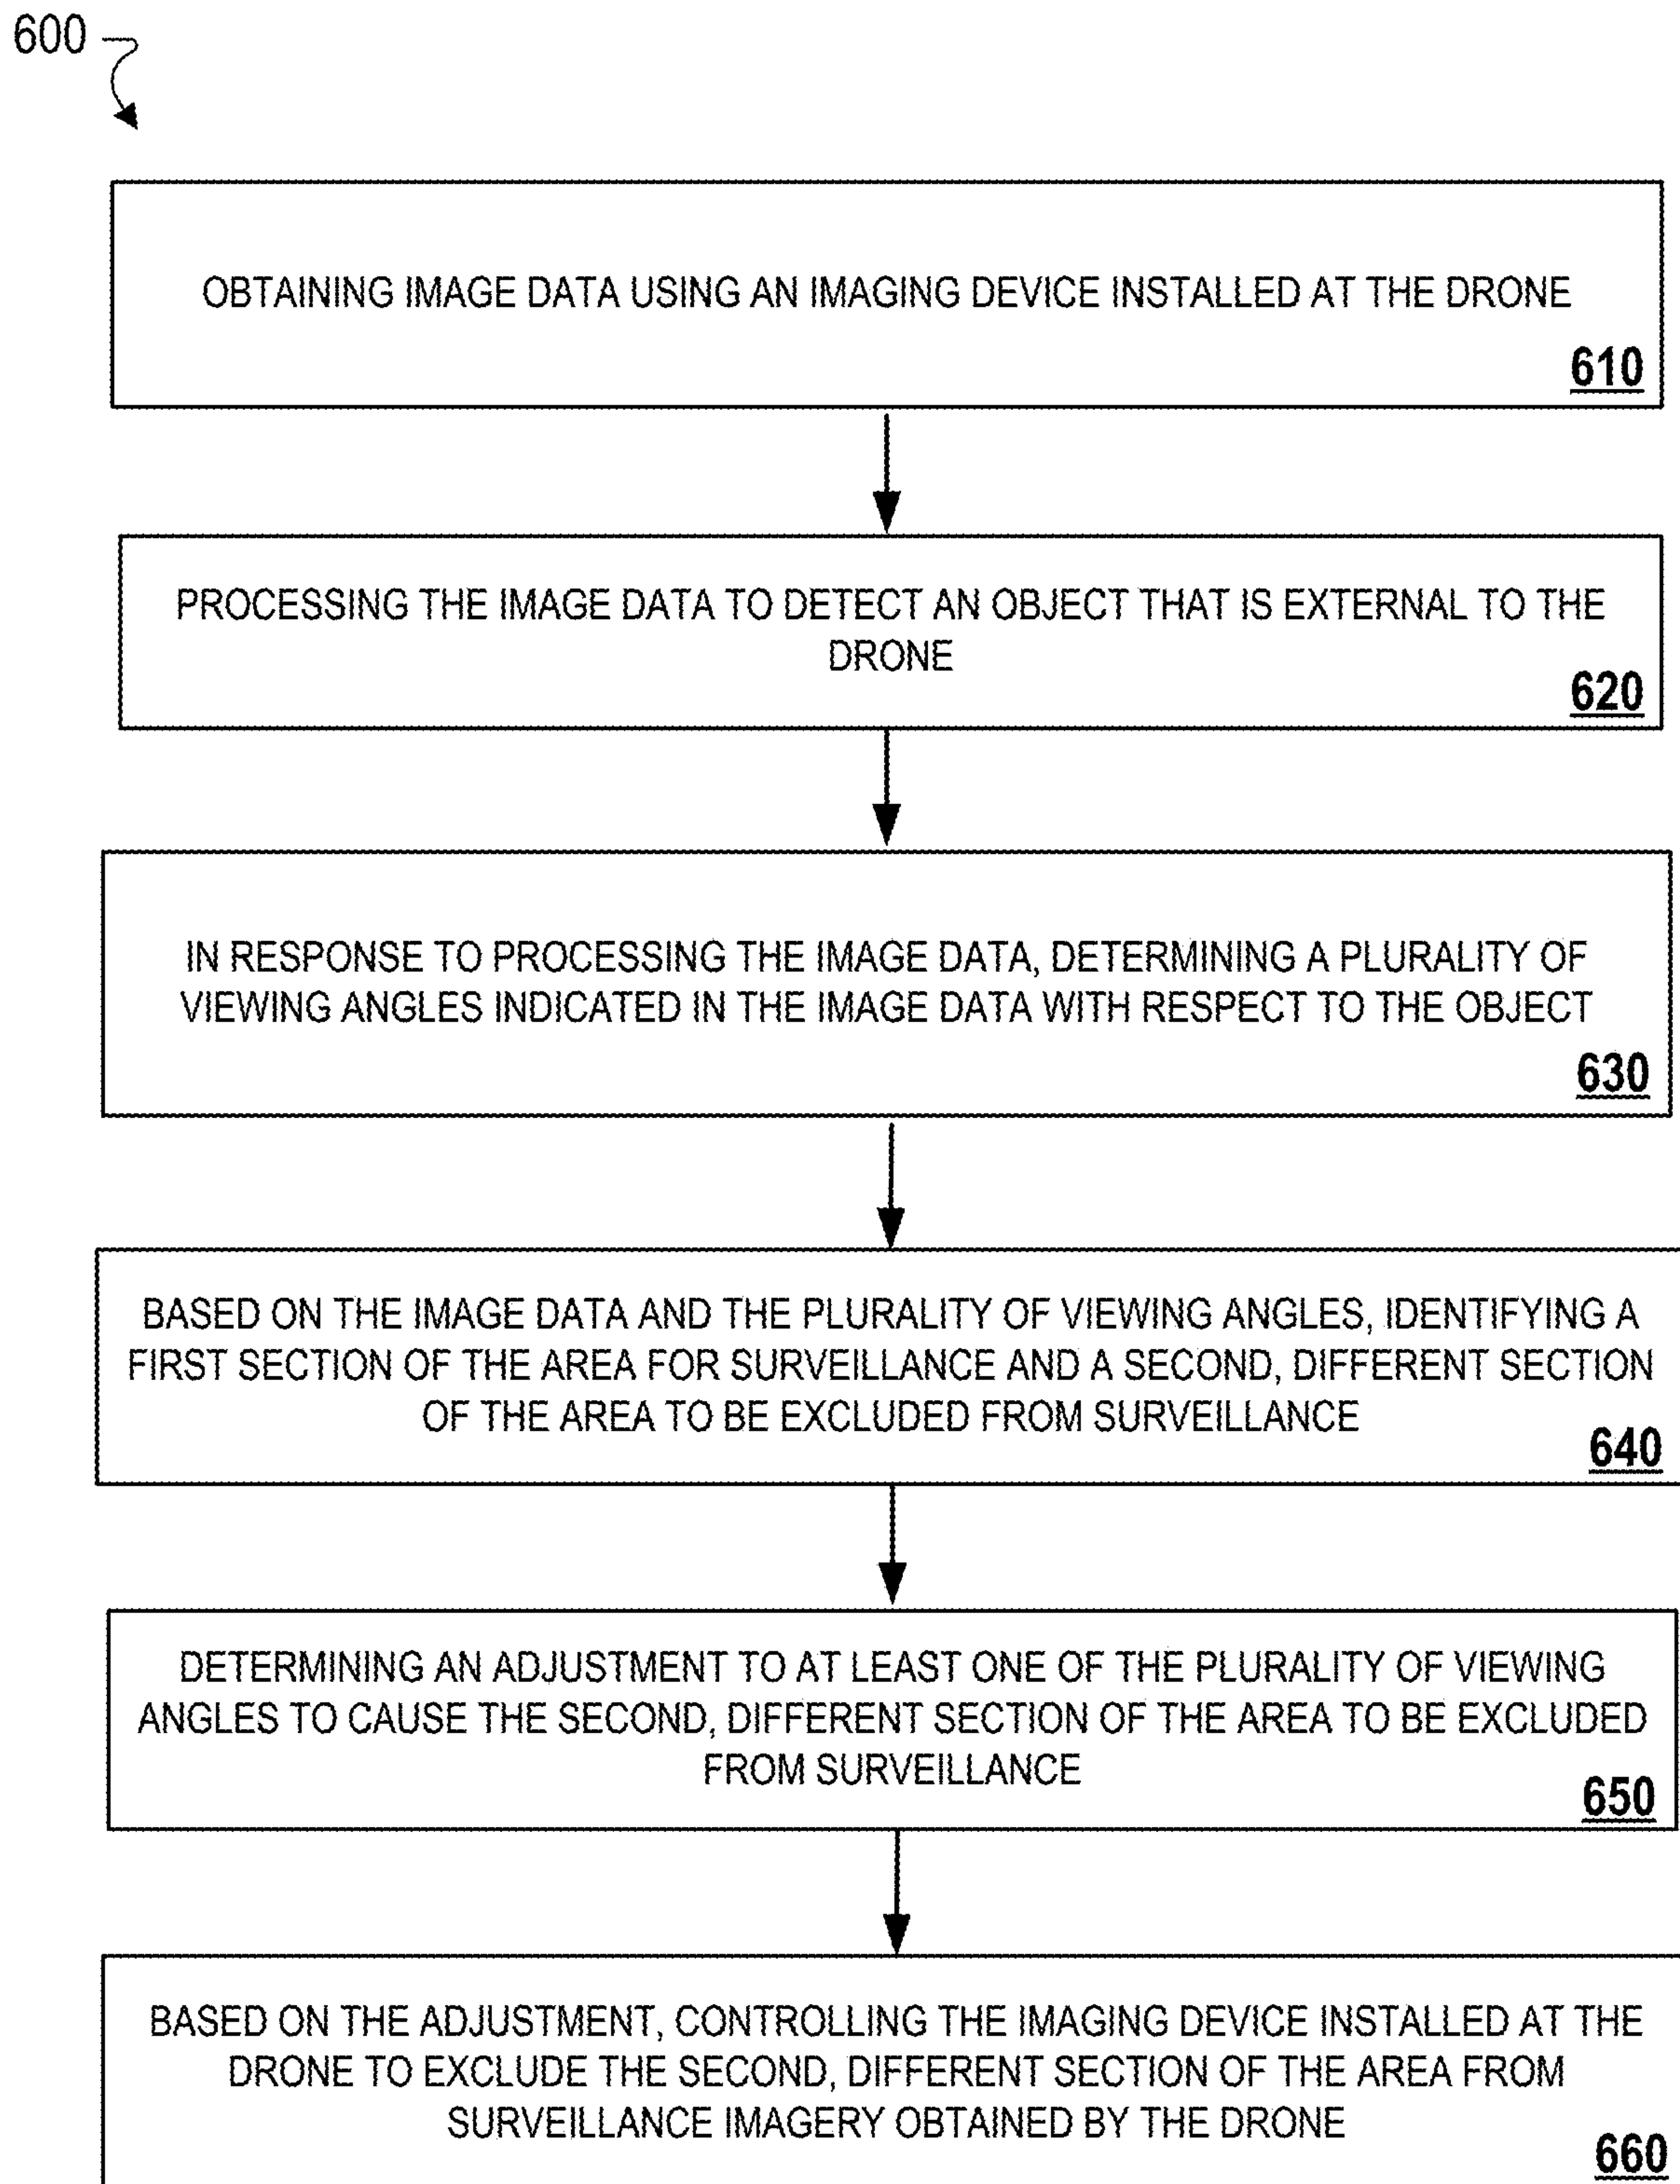 600
OBTAINING IMAGE DATA USING AN IMAGING DEVICE INSTALLED AT THE DRONE
610
PROCESSING THE IMAGE DATA TO DETECT AN OBJECT THAT IS EXTERNAL TO THE
DRONE
620
IN RESPONSE TO PROCESSING THE IMAGE DATA, DETERMINING A PLURALITY OF
VIEWING ANGLES INDICATED IN THE IMAGE DATA WITH RESPECT TO THE OBJECT
630
BASED ON THE IMAGE DATA AND THE PLURALITY OF VIEWING ANGLES, IDENTIFYING A
FIRST SECTION OF THE AREA FOR SURVEILLANCE AND A SECOND, DIFFERENT SECTION
OF THE AREA TO BE EXCLUDED FROM SURVEILLANCE
640
DETERMINING AN ADJUSTMENT TO AT LEAST ONE OF THE PLURALITY OF VIEWING
ANGLES TO CAUSE THE SECOND, DIFFERENT SECTION OF THE AREA TO BE EXCLUDED
FROM SURVEILLANCE
650
BASED ON THE ADJUSTMENT, CONTROLLING THE IMAGING DEVICE INSTALLED AT THE
DRONE TO EXCLUDE THE SECOND, DIFFERENT SECTION OF THE AREA FROM
SURVEILLANCE IMAGERY OBTAINED BY THE DRONE
660